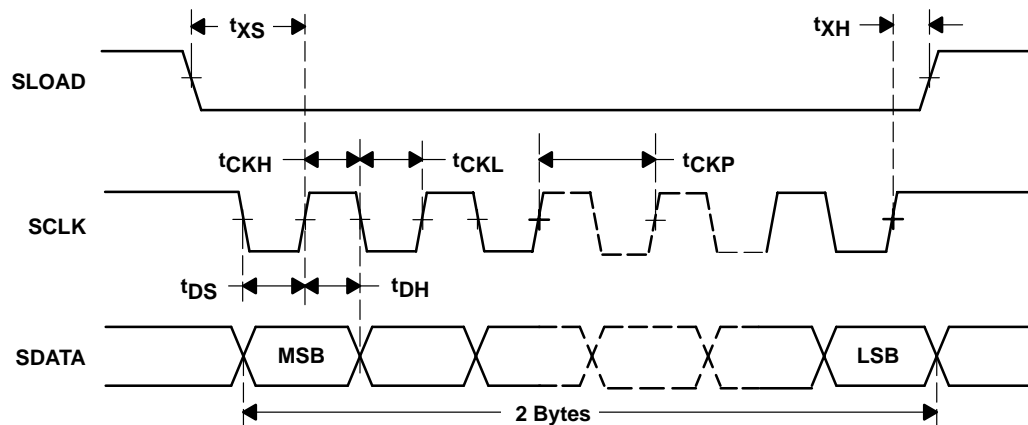 tXS
tXH
SLOAD
tCKH
tCKL
tCKP
SCLK
tDS
tDH
SDATA
MSB
LSB
2 Bytes